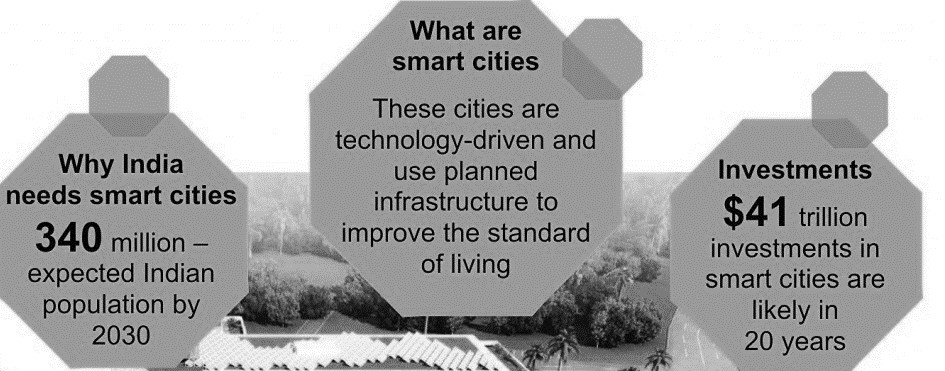 Why India
needs smart cities
340 million –
expected Indian
population by
2030
What are
smart cities
These cities are
technology-driven and
use planned
infrastructure to
improve the standard
of living
Investments
$41 trillion
investments in
smart cities are
likely in
20 years